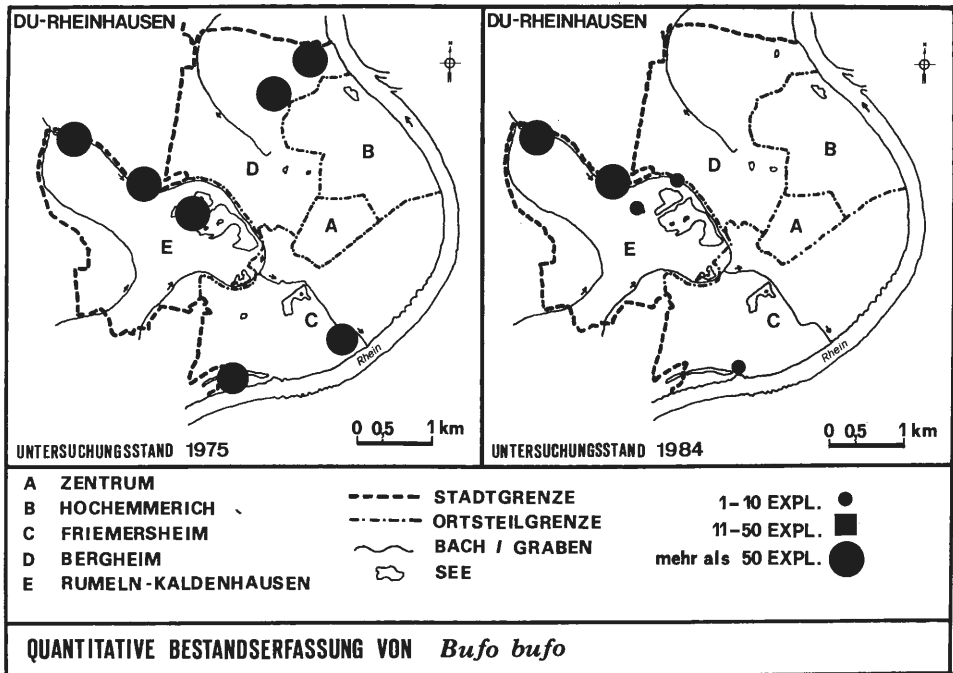 DU-RHEINHAUSEN
D
B
A
E
C
Rhein
0 0,5 1 km
UNTERSUCHUNGSSTAND 1975
DU-RHEINHAUSEN
D
B
A
E
C
Rhein
0 0,5 1 km
UNTERSUCHUNGSSTAND 1984
A ZENTRUM
B HOCHEMMERICH
C FRIEMERSHEIM
D BERGHEIM
E RUMELN-KALDENHAUSEN
STADTGRENZE
ORTSTEILGRENZE
BACH / GRABEN
SEE
1-10 EXPL.
11-50 EXPL.
mehr als 50 EXPL.
QUANTITATIVE BESTANDSERFASSUNG VON Bufo bufo